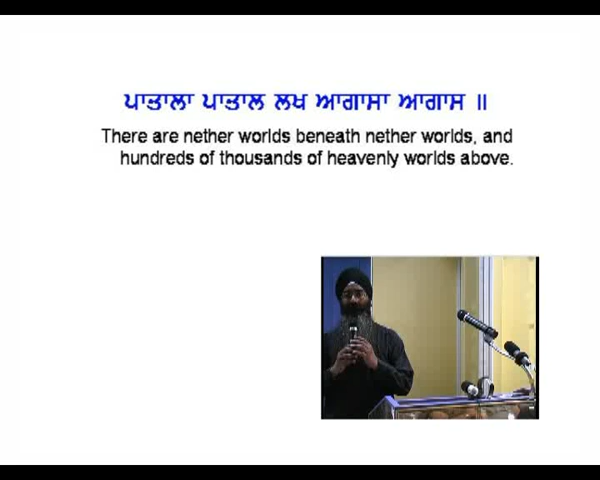 ਪਾਤਾਲਾ ਪਾਤਾਲ ਲਖ ਆਗਾਸਾ ਆਗਾਸ ॥
There are nether worlds beneath nether worlds, and
hundreds of thousands of heavenly worlds above.